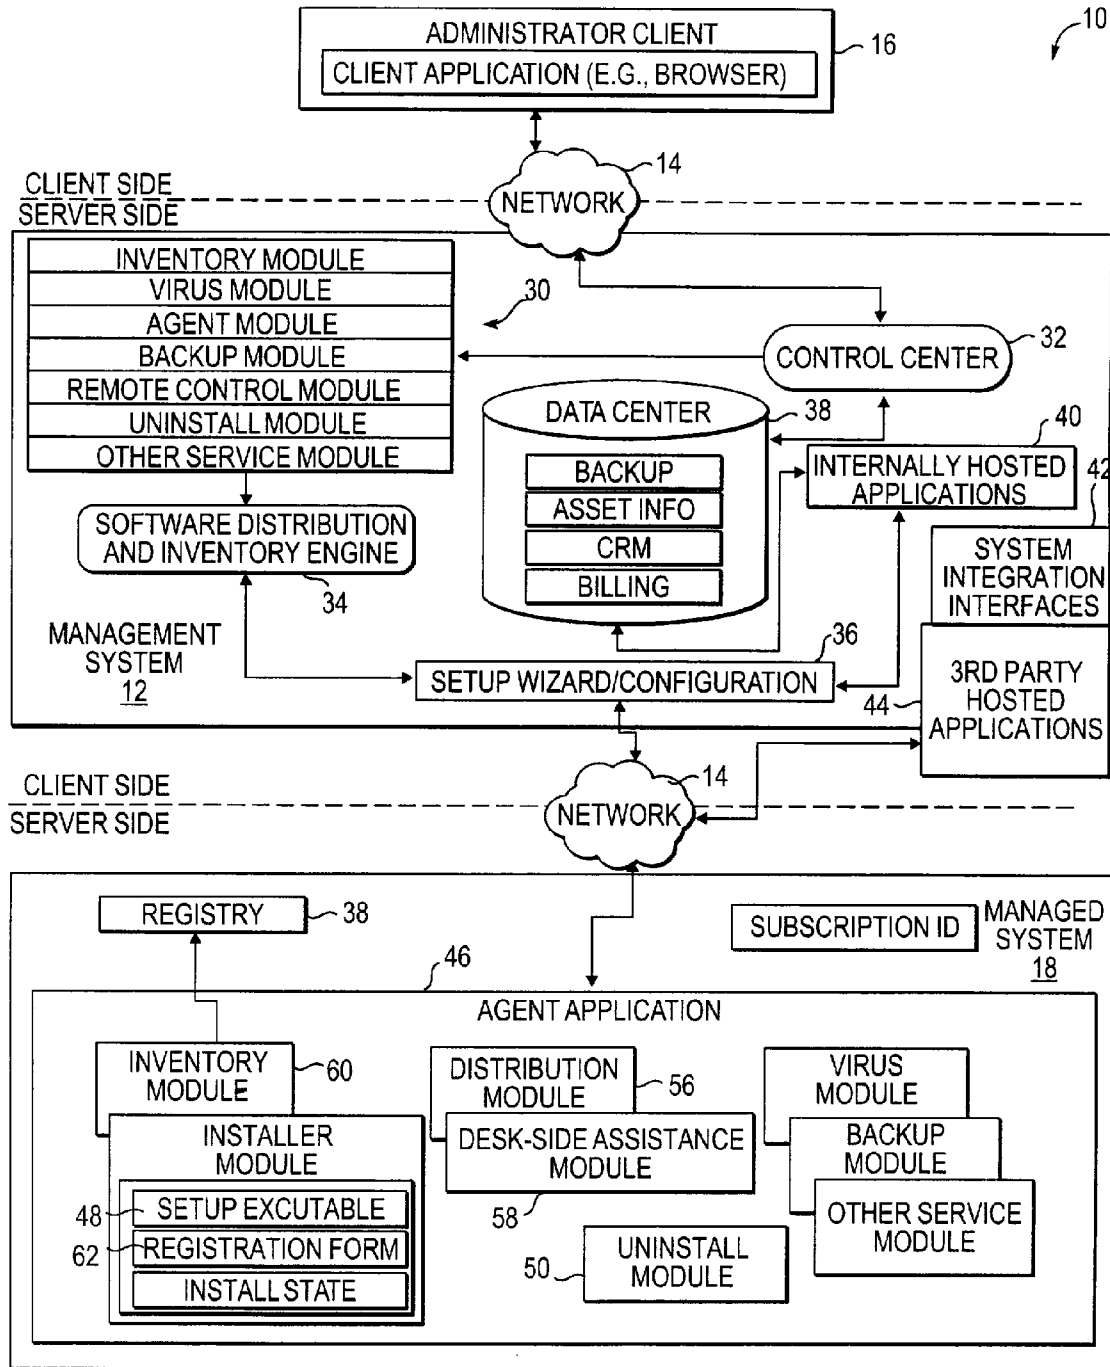 ADMINISTRATOR CLIENT
CLIENT APPLICATION (E.G., BROWSER)
16
10
14
NETWORK
CLIENT SIDE
SERVER SIDE
INVENTORY MODULE
VIRUS MODULE
AGENT MODULE
BACKUP MODULE
REMOTE CONTROL MODULE
UNINSTALL MODULE
OTHER SERVICE MODULE
30
CONTROL CENTER
32
DATA CENTER
38
BACKUP
ASSET INFO
CRM
BILLING
40
INTERNALLY HOSTED
APPLICATIONS
42
SYSTEM
INTEGRATION
INTERFACES
SOFTWARE DISTRIBUTION
AND INVENTORY ENGINE
34
MANAGEMENT
SYSTEM
12
36
SETUP WIZARD/CONFIGURATION
44
3RD PARTY
HOSTED
APPLICATIONS
14
NETWORK
CLIENT SIDE
SERVER SIDE
REGISTRY
38
SUBSCRIPTION ID
MANAGED
SYSTEM
18
46
AGENT APPLICATION
INVENTORY
MODULE
60
INSTALLER
MODULE
48
SETUP EXCUTABLE
62
REGISTRATION FORM
INSTALL STATE
DISTRIBUTION
MODULE
56
DESK-SIDE ASSISTANCE
MODULE
58
50
UNINSTALL
MODULE
VIRUS
MODULE
BACKUP
MODULE
OTHER SERVICE
MODULE